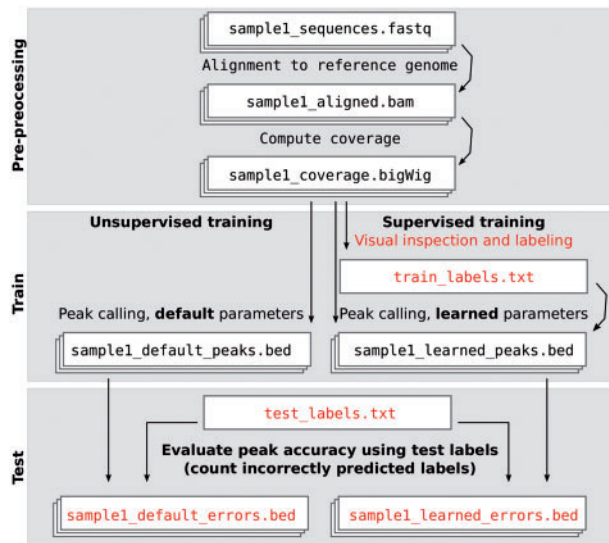 Pre-preocessing
sample1_sequences.fastq
Alignment to reference genome
sample1_aligned.bam
Compute coverage
sample1_coverage.bigWig
Train
Unsupervised training
Supervised training
Visual inspection and labeling
train_labels.txt
Peak calling, default parameters
Peak calling, learned parameters
sample1_default_peaks.bed
sample1_learned_peaks.bed
Test
test_labels.txt
Evaluate peak accuracy using test labels
(count incorrectly predicted labels)
sample1_default_errors.bed
sample1_learned_errors.bed